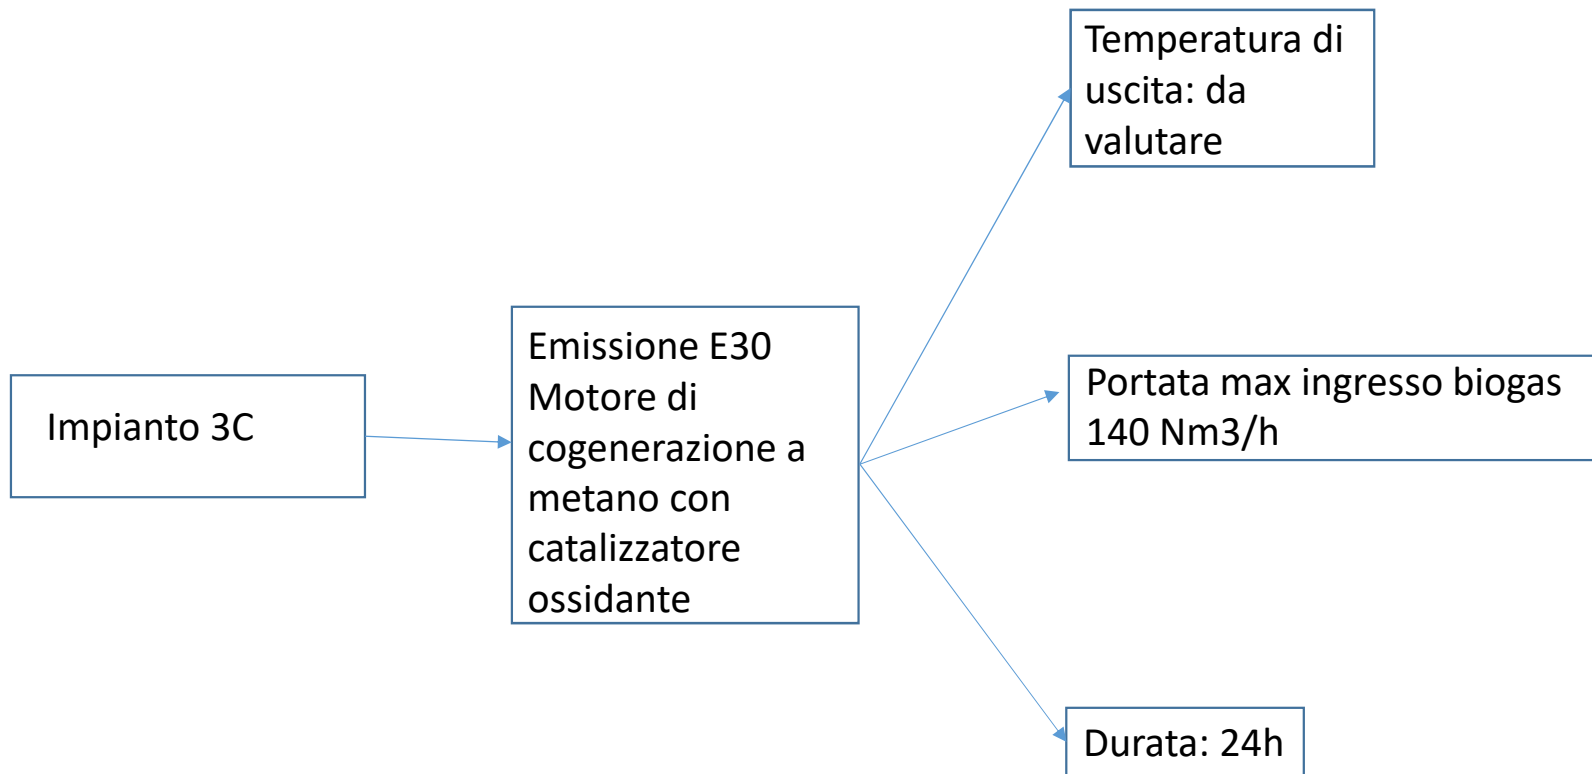 Temperatura di
uscita: da
valutare
Emissione E30
Motore di
cogenerazione a
metano con
catalizzatore
ossidante
Impianto 3C
Portata max ingresso biogas
140 Nm3/h
Durata: 24h